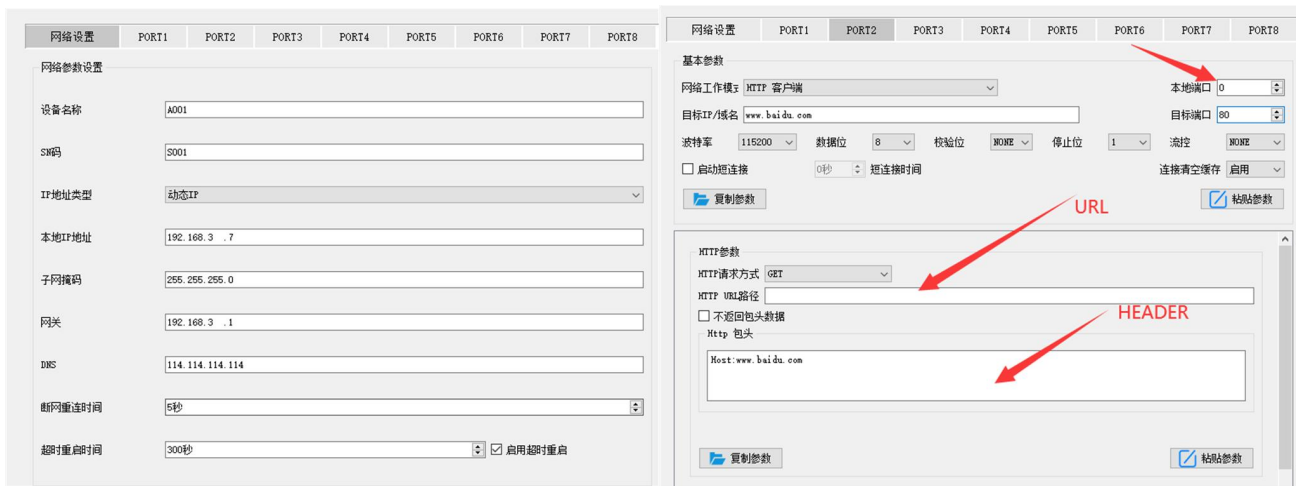 网络设置 PORT1 PORT2 PORT3 PORT4 PORT5 PORT6 PORT7 PORT8
网络参数设置
设备名称 A001
SN码 S001
IP地址类型 动态IP
本地IP地址 192.168.3 .7
子网掩码 255.255.255.0
网关 192.168.3 .1
DNS 114.114.114.114
断网重连时间 5秒
超时重启时间 300秒 启用超时重启
网络设置 PORT1 PORT2 PORT3 PORT4 PORT5 PORT6 PORT7 PORT8
基本参数
网络工作模式 HTTP 客户端 本地端口 0
目标IP/域名 www.baidu.com 目标端口 80
波特率 115200 数据位 8 校验位 NONE 停止位 1 流控 NONE
启动短连接 0秒 短连接时间 连接清空缓存 启用
复制参数 粘贴参数
URL
HTTP参数
HTTP请求方式 GET
HTTP URL路径
不返回包头数据
HEADER
Http 包头
Host:www.baidu.com
复制参数 粘贴参数